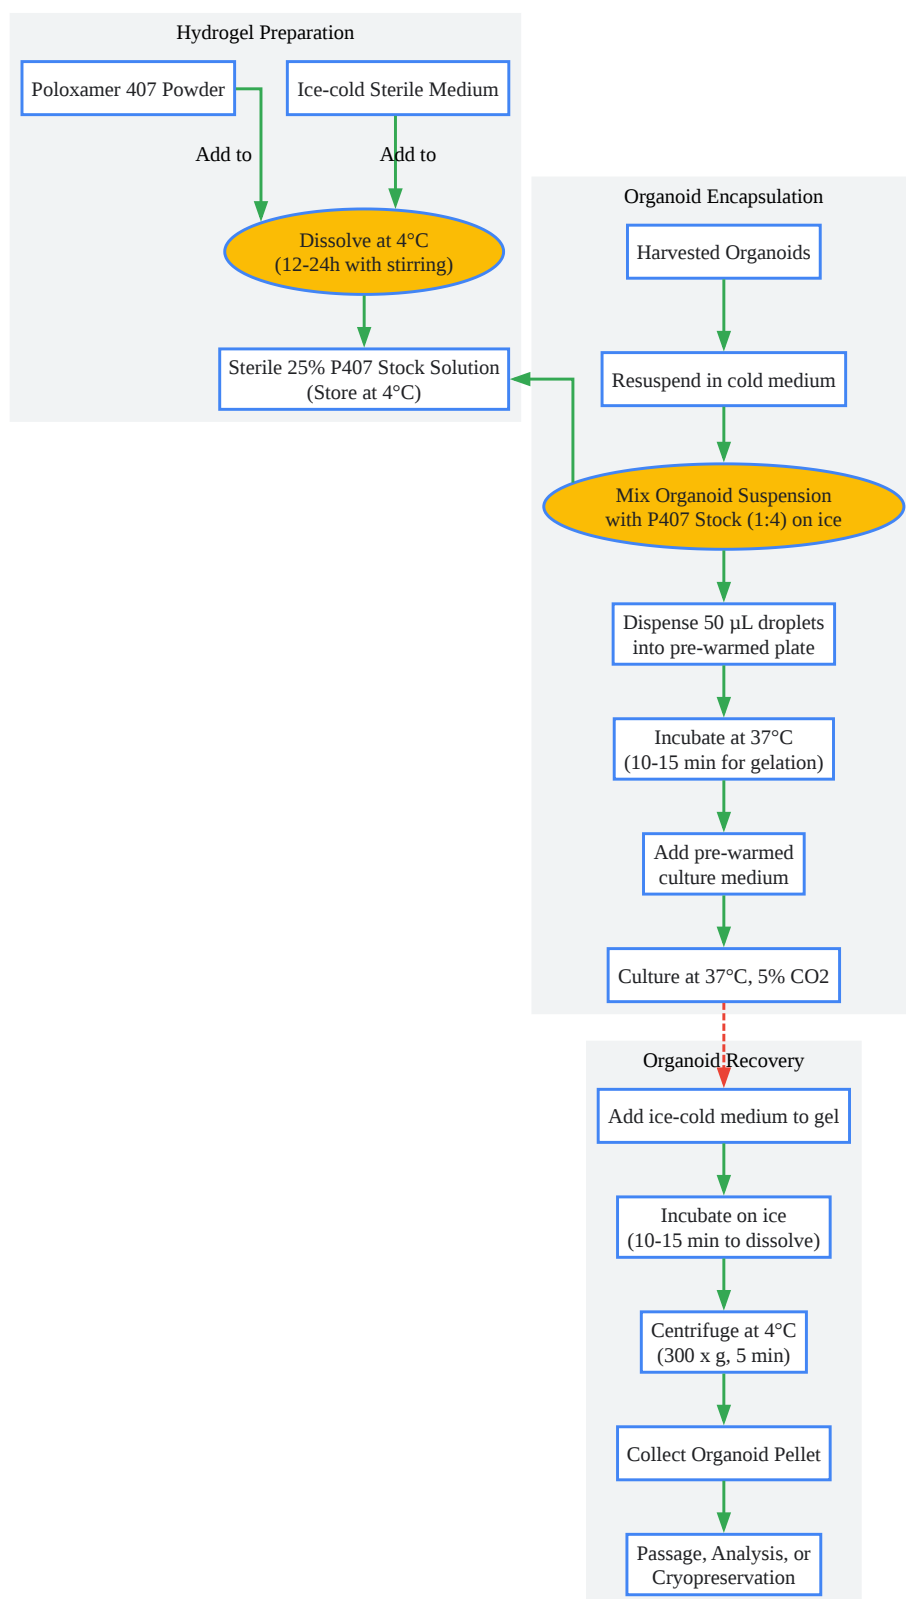 Hydrogel Preparation
Poloxamer 407 Powder
Ice-cold Sterile Medium
Add to
Add to
Dissolve at 4°C
(12-24h with stirring)
Sterile 25% P407 Stock Solution
(Store at 4°C)
Organoid Encapsulation
Harvested Organoids
Resuspend in cold medium
Mix Organoid Suspension
with P407 Stock (1:4) on ice
Dispense 50 µL droplets
into pre-warmed plate
Incubate at 37°C
(10-15 min for gelation)
Add pre-warmed
culture medium
Culture at 37°C, 5% CO2
Organoid Recovery
Add ice-cold medium to gel
Incubate on ice
(10-15 min to dissolve)
Centrifuge at 4°C
(300 x g, 5 min)
Collect Organoid Pellet
Passage, Analysis, or
Cryopreservation